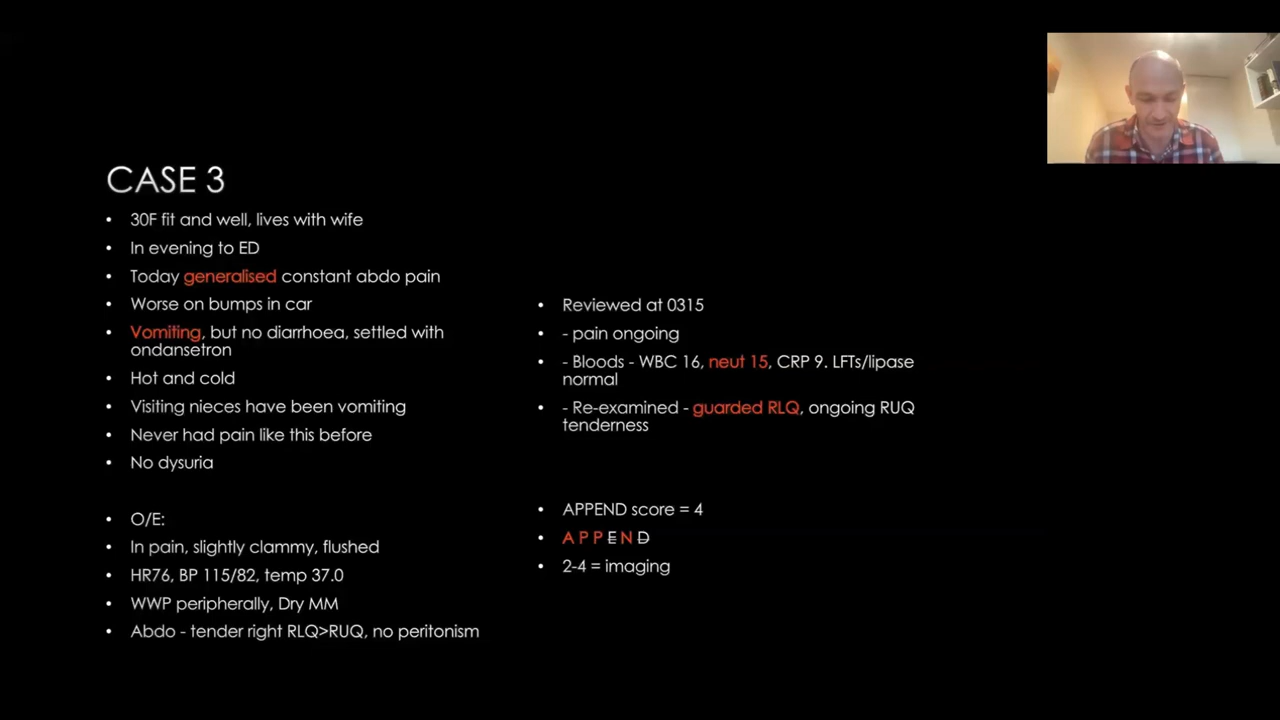 CASE 3
• 30F fit and well, lives with wife
• In evening to ED
• Today generalised constant abdo pain
• Worse on bumps in car
• Vomiting, but no diarrhoea, settled with
ondansetron
• Hot and cold
• Visiting nieces have been vomiting
• Never had pain like this before
• No dysuria
• O/E:
• In pain, slightly clammy, flushed
• HR76, BP 115/82, temp 37.0
• WWP peripherally, Dry MM
• Abdo - tender right RLQ>RUQ, no peritonism
• Reviewed at 0315
• - pain ongoing
• - Bloods - WBC 16, neut 15, CRP 9. LFTs/lipase
normal
• - Re-examined - guarded RLQ, ongoing RUQ
tenderness
• APPEND score = 4
• A P P E N D
• 2-4 = imaging